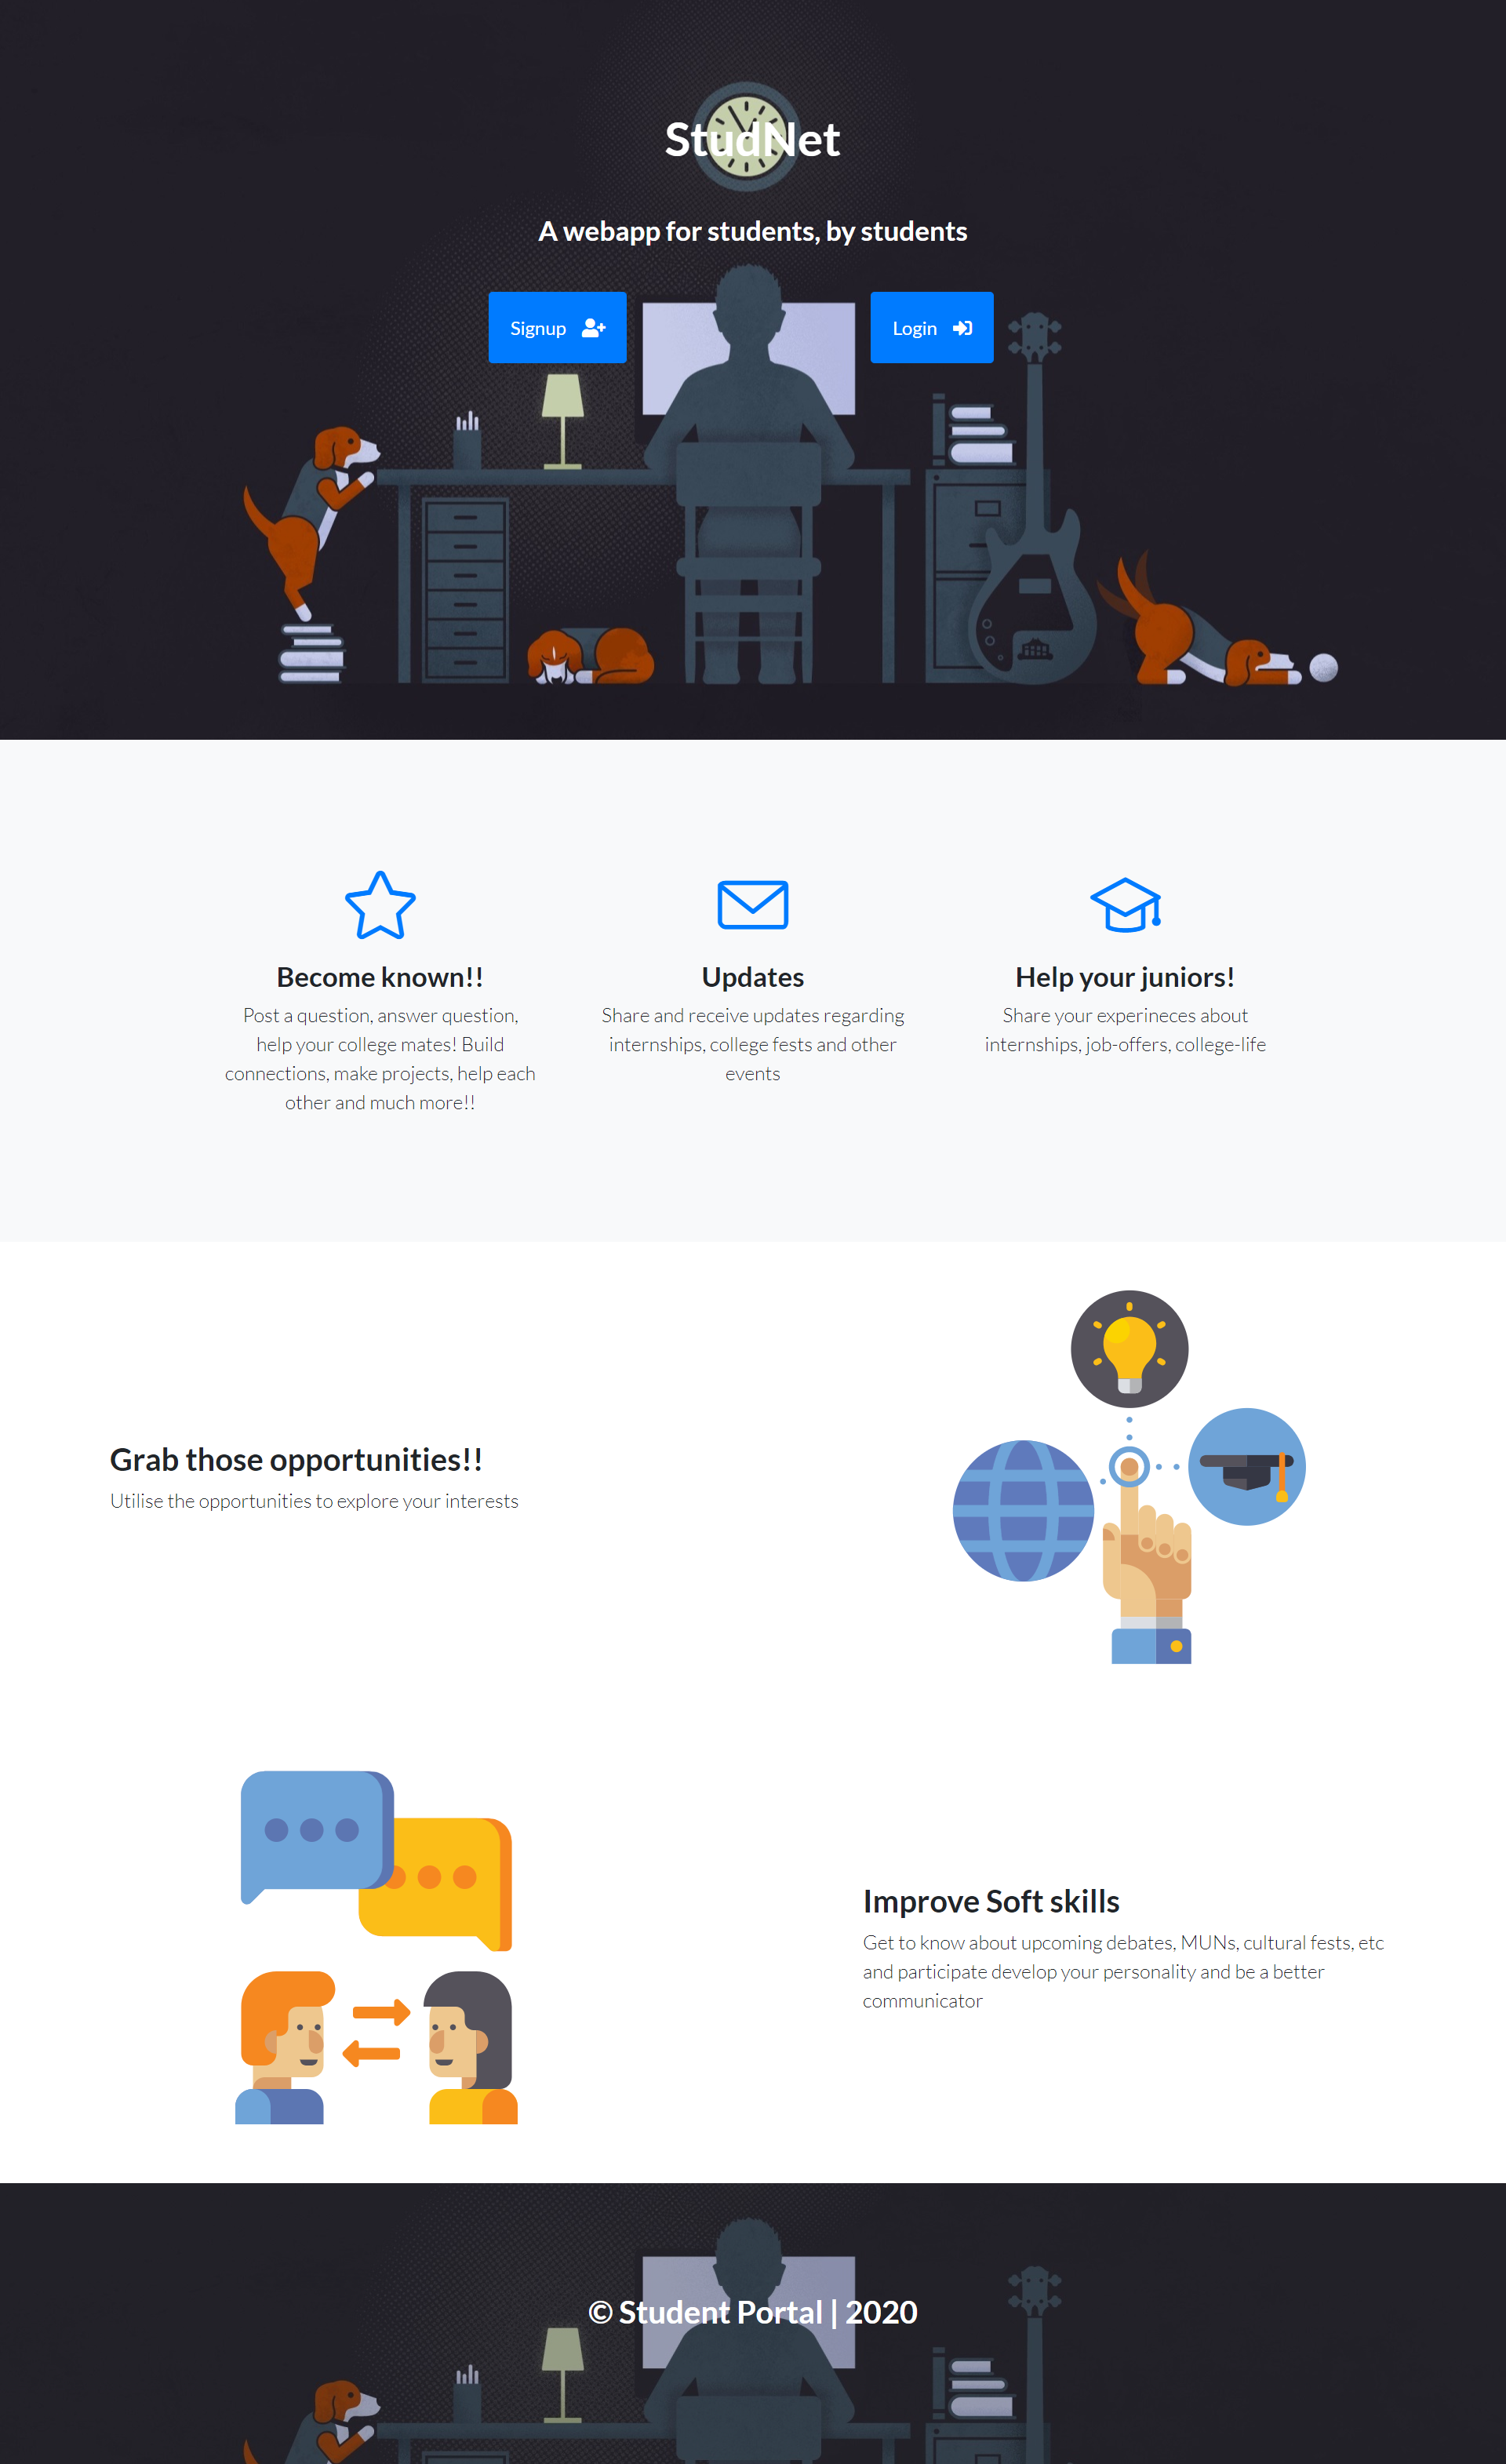 StudNet
A webapp for students, by students
Signup
Login
Become known!!
Post a question, answer question,
help your college mates! Build
connections, make projects, help each
other and much more!!
Updates
Share and receive updates regarding
internships, college fests and other
events
Help your juniors!
Share your experineces about
internships, job-offers, college-life
Grab those opportunities!!
Utilise the opportunities to explore your interests
Improve Soft skills
Get to know about upcoming debates, MUNs, cultural fests, etc
and participate develop your personality and be a better
communicator
© Student Portal | 2020